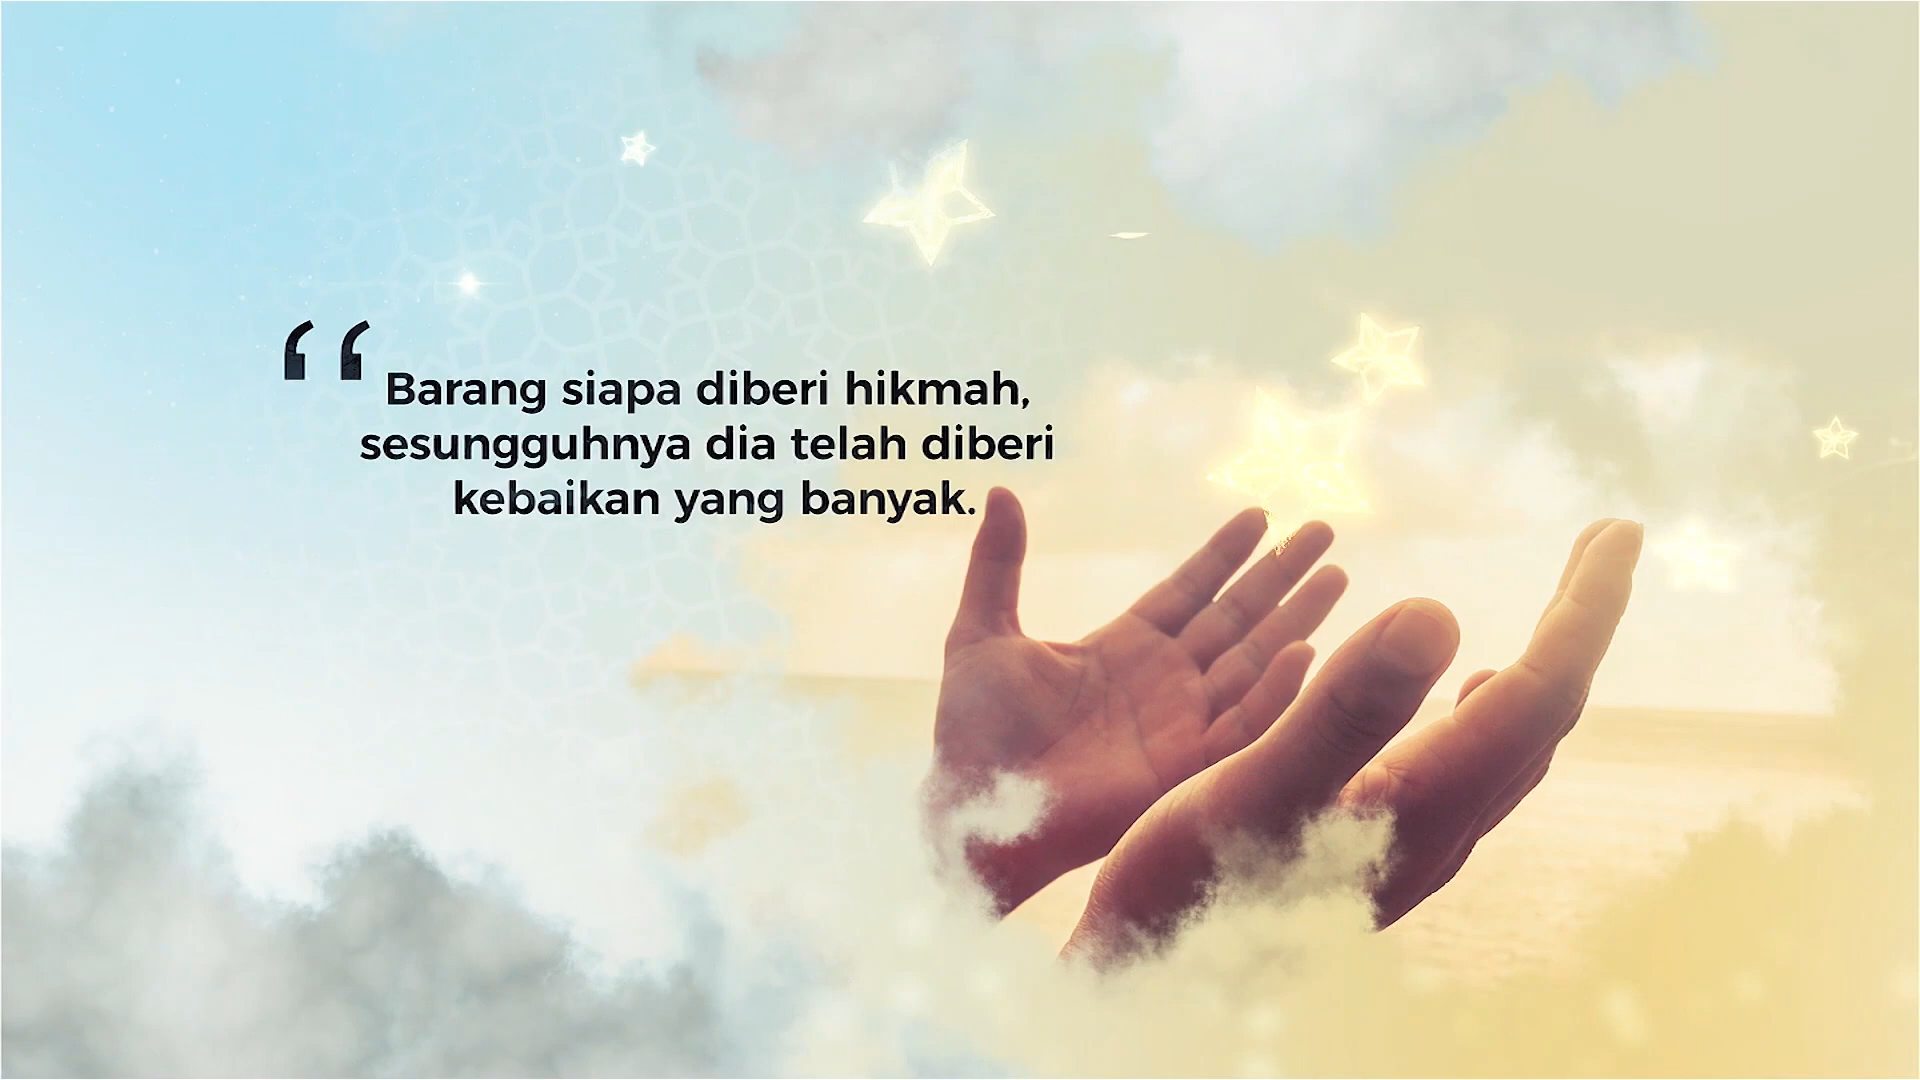 “ Barang siapa diberi hikmah,
sesungguhnya dia telah diberi
kebaikan yang banyak.